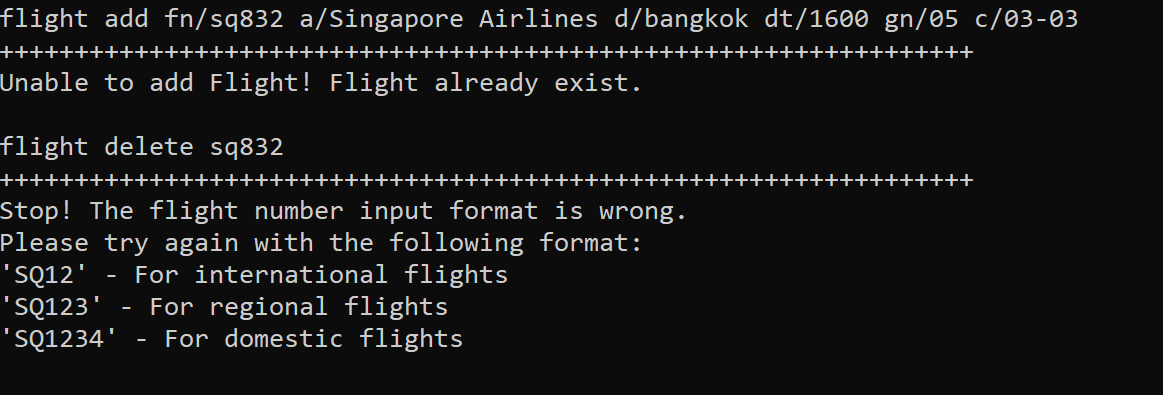 flight add fn/sq832 a/Singapore Airlines d/bangkok dt/1600 gn/05 c/03-03
+++++++++++++++++++++++++++++++++++++++++++++++++++++++++++++++++
Unable to add Flight! Flight already exist.
flight delete sq832
+++++++++++++++++++++++++++++++++++++++++++++++++++++++++++++++++
Stop! The flight number input format is wrong.
Please try again with the following format:
'SQ12' - For international flights
'SQ123' - For regional flights
'SQ1234' - For domestic flights